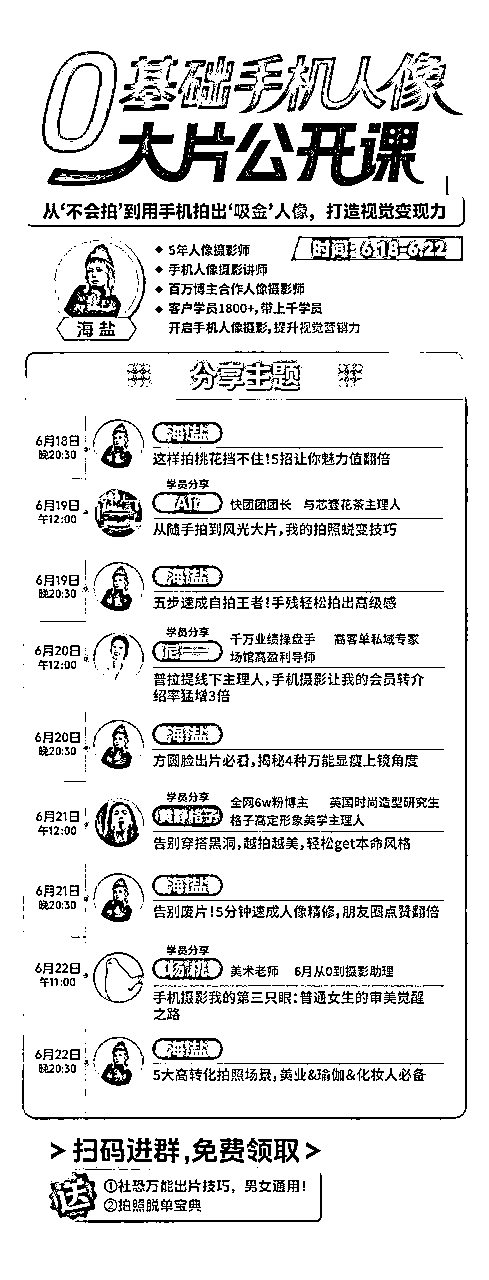 0基础手机人像
大片公开课
从‘不会拍’到用手机拍出‘吸金’人像，打造视觉变现力
时间:6.18-6.22
◆ 5年人像摄影师
◆ 手机人像摄影讲师
◆ 百万博主合作人像摄影师
◆ 客户学员1800+,带上千学员
开启手机人像摄影,提升视觉营销力
海盐
分享主题
6月18日
晚20:30
海盐
这样拍桃花挡不住!5招让你魅力值翻倍
6月19日
午12:00
学员分享
快团团团长 与芯萱花茶主理人
从随手拍到风光大片,我的拍照蜕变技巧
6月19日
晚20:30
海盐
五步速成自拍王者!手残轻松拍出高级感
6月20日
午12:00
学员分享
千万业绩操盘手 高客单私域专家
场馆高盈利导师
普拉提线下主理人,手机摄影让我的会员转介
绍率猛增3倍
6月20日
晚20:30
海盐
方圆脸出片必看,揭秘4种万能显瘦上镜角度
6月21日
午12:00
学员分享
全网6w粉博主 英国时尚造型研究生
格子高定形象美学主理人
告别穿搭黑洞,越拍越美,轻松get本命风格
6月21日
晚20:30
海盐
告别废片!5分钟速成人像精修,朋友圈点赞翻倍
6月22日
午11:00
学员分享
美术老师 6月从0到摄影助理
手机摄影我的第三只眼:普通女生的审美觉醒
之路
6月22日
晚20:30
海盐
5大高转化拍照场景,美业&瑜伽&化妆人必备
>扫码进群,免费领取>
送
①社恐万能出片技巧，男女通用!
②拍照脱单宝典